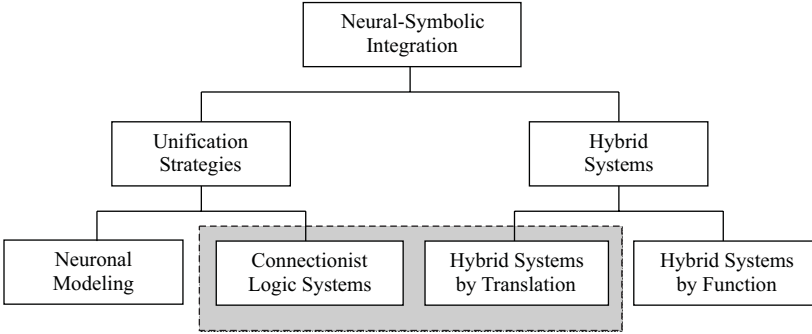 Neural-Symbolic
Integration
Unification
Strategies
Hybrid
Systems
Neuronal
Modeling
Connectionist
Logic Systems
Hybrid Systems
by Translation
Hybrid Systems
by Function